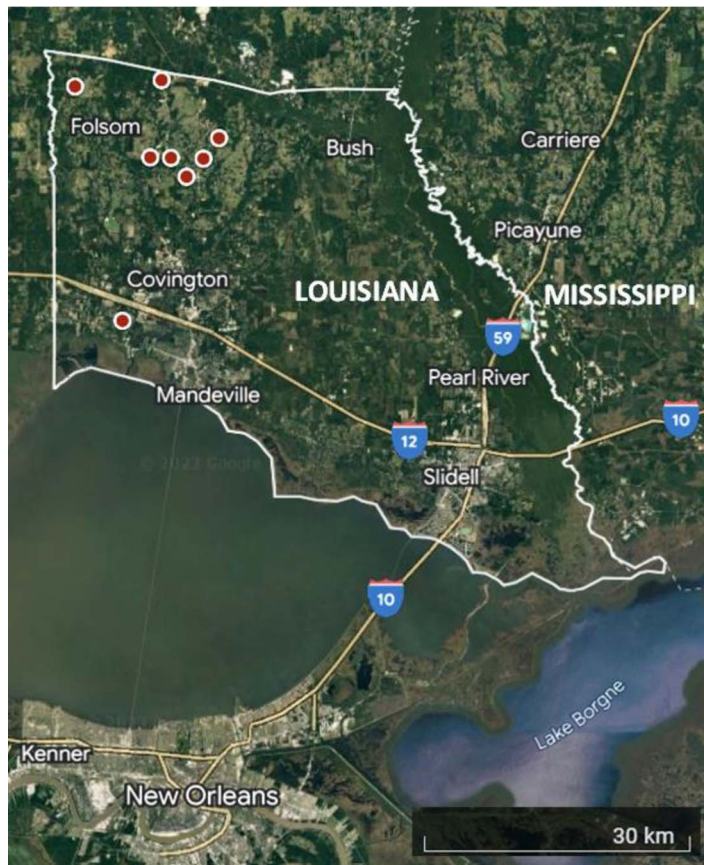 Folsom
Bush
Carriere
Picayune
Covington
LOUISIANA
MISSISSIPPI
59
Pearl River
Mandeville
10
12
© 2023 Google
Slidell
10
Lake Borgne
Kenner
New Orleans
30 km